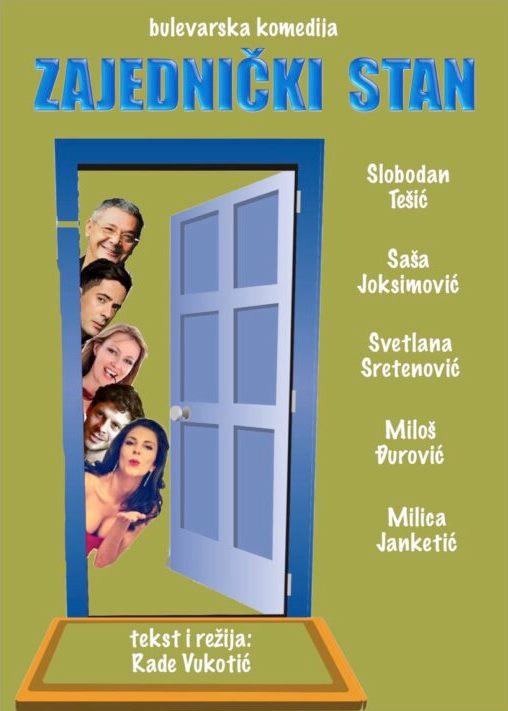 bulevarska komedija
ZAJEDNIČKI STAN
Slobodan
Tešić
Saša
Joksimović
Svetlana
Sretenović
Miloš
Đurović
Milica
Janketić
tekst i režija:
Rade Vukotić